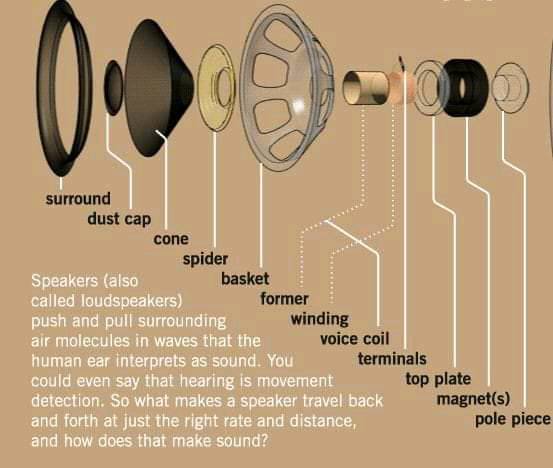 surround
dust cap
cone
spider
basket
former
winding
voice coil
terminals
top plate
magnet(s)
pole piece
Speakers (also
called loudspeakers)
push and pull surrounding
air molecules in waves that the
human ear interprets as sound. You
could even say that hearing is movement
detection. So what makes a speaker travel back
and forth at just the right rate and distance,
and how does that make sound?